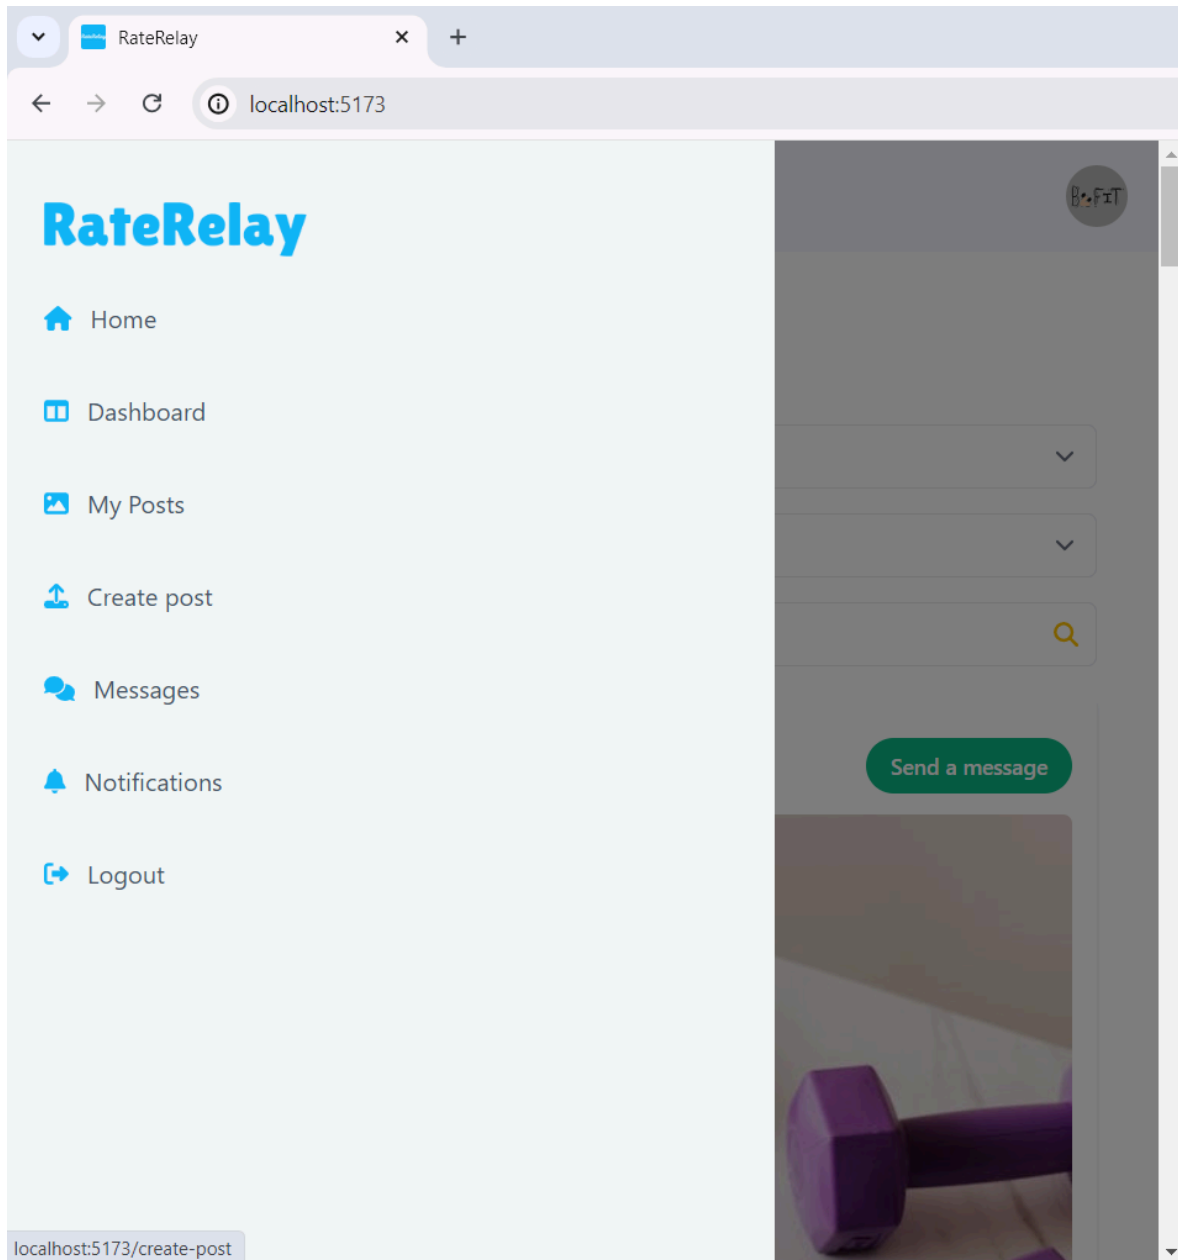 RateRelay
localhost:5173
RateRelay
BeFIT
Home
Dashboard
My Posts
Create post
Messages
Notifications
Logout
Send a message
localhost:5173/create-post